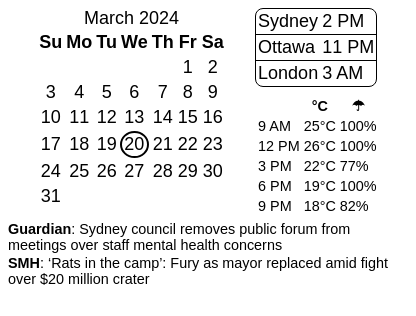 March 2024
Su Mo Tu We Th Fr Sa
1 2
3 4 5 6 7 8 9
10 11 12 13 14 15 16
17 18 19 20 21 22 23
24 25 26 27 28 29 30
31
Sydney 2 PM
Ottawa 11 PM
London 3 AM
°C ☂
9 AM 25°C 100%
12 PM 26°C 100%
3 PM 22°C 77%
6 PM 19°C 100%
9 PM 18°C 82%
Guardian: Sydney council removes public forum from
meetings over staff mental health concerns
SMH: ‘Rats in the camp’: Fury as mayor replaced amid fight
over $20 million crater